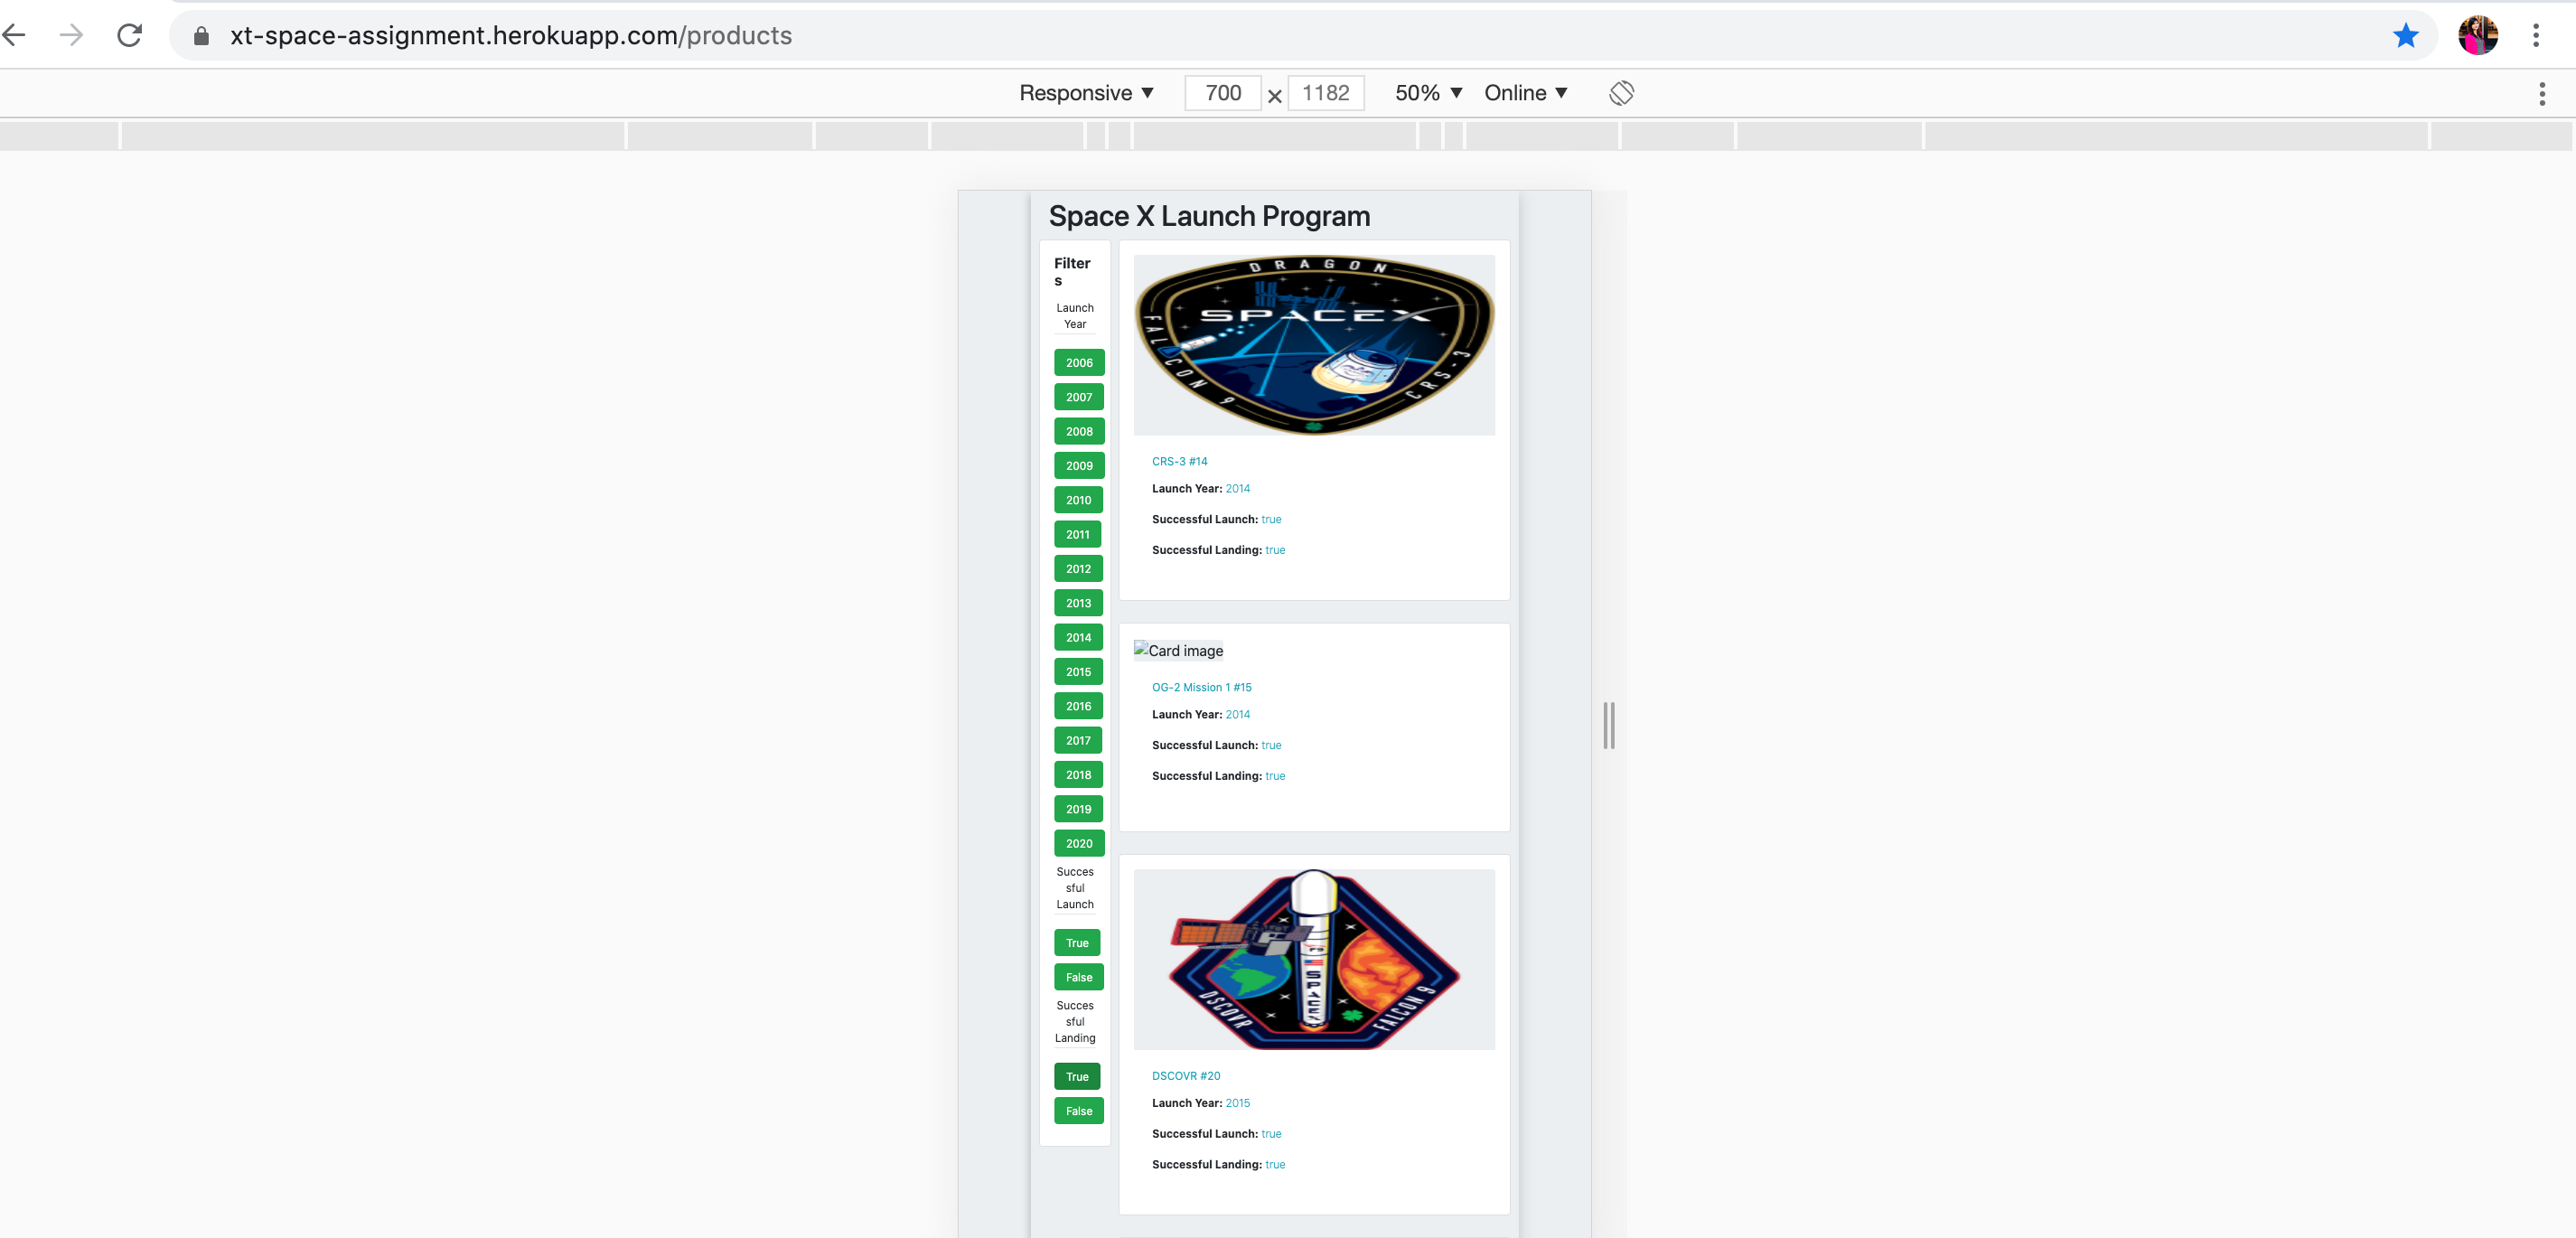 xt-space-assignment.herokuapp.com/products
Responsive ▼ 700 × 1182 50% ▼ Online ▼
Space X Launch Program
Filter
s
Launch
Year
2006
2007
2008
2009
2010
2011
2012
2013
2014
2015
2016
2017
2018
2019
2020
Succes
sful
Launch
True
False
Succes
sful
Landing
True
False
DRAGON
SPACEX
FALCON 9
CRS-3
CRS-3 #14
Launch Year: 2014
Successful Launch: true
Successful Landing: true
Card image
OG-2 Mission 1 #15
Launch Year: 2014
Successful Launch: true
Successful Landing: true
F9
SPACEX
DSCOVR
FALCON 9
DSCOVR #20
Launch Year: 2015
Successful Launch: true
Successful Landing: true